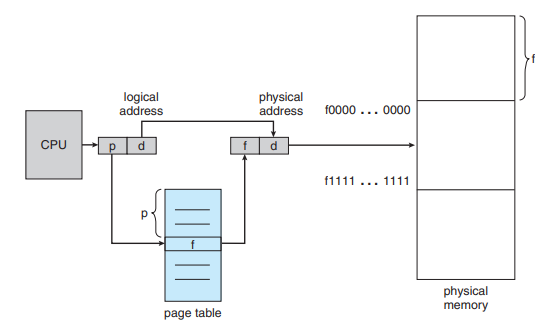 logical
address
physical
address
f0000 ... 0000
f
CPU
p
d
f
d
f1111 ... 1111
p
f
page table
physical
memory